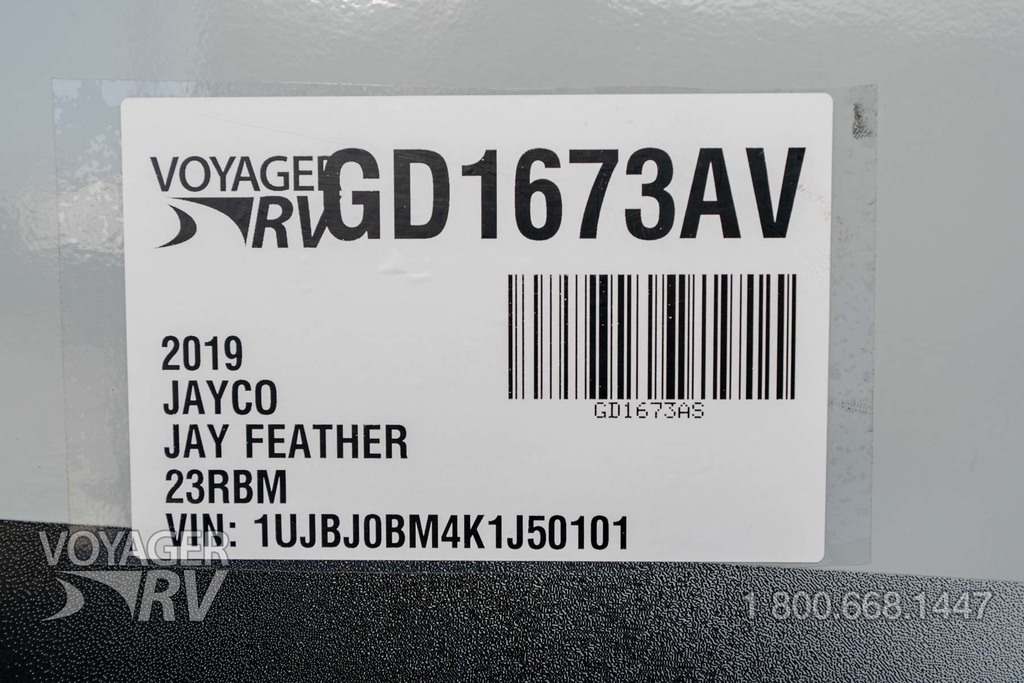 VOYAGER RV GD1673AV
GD1673AS
2019
JAYCO
JAY FEATHER
23RBM
VIN: 1UJBJ0BM4K1J50101
VOYAGER
RV
1 800.668.1447